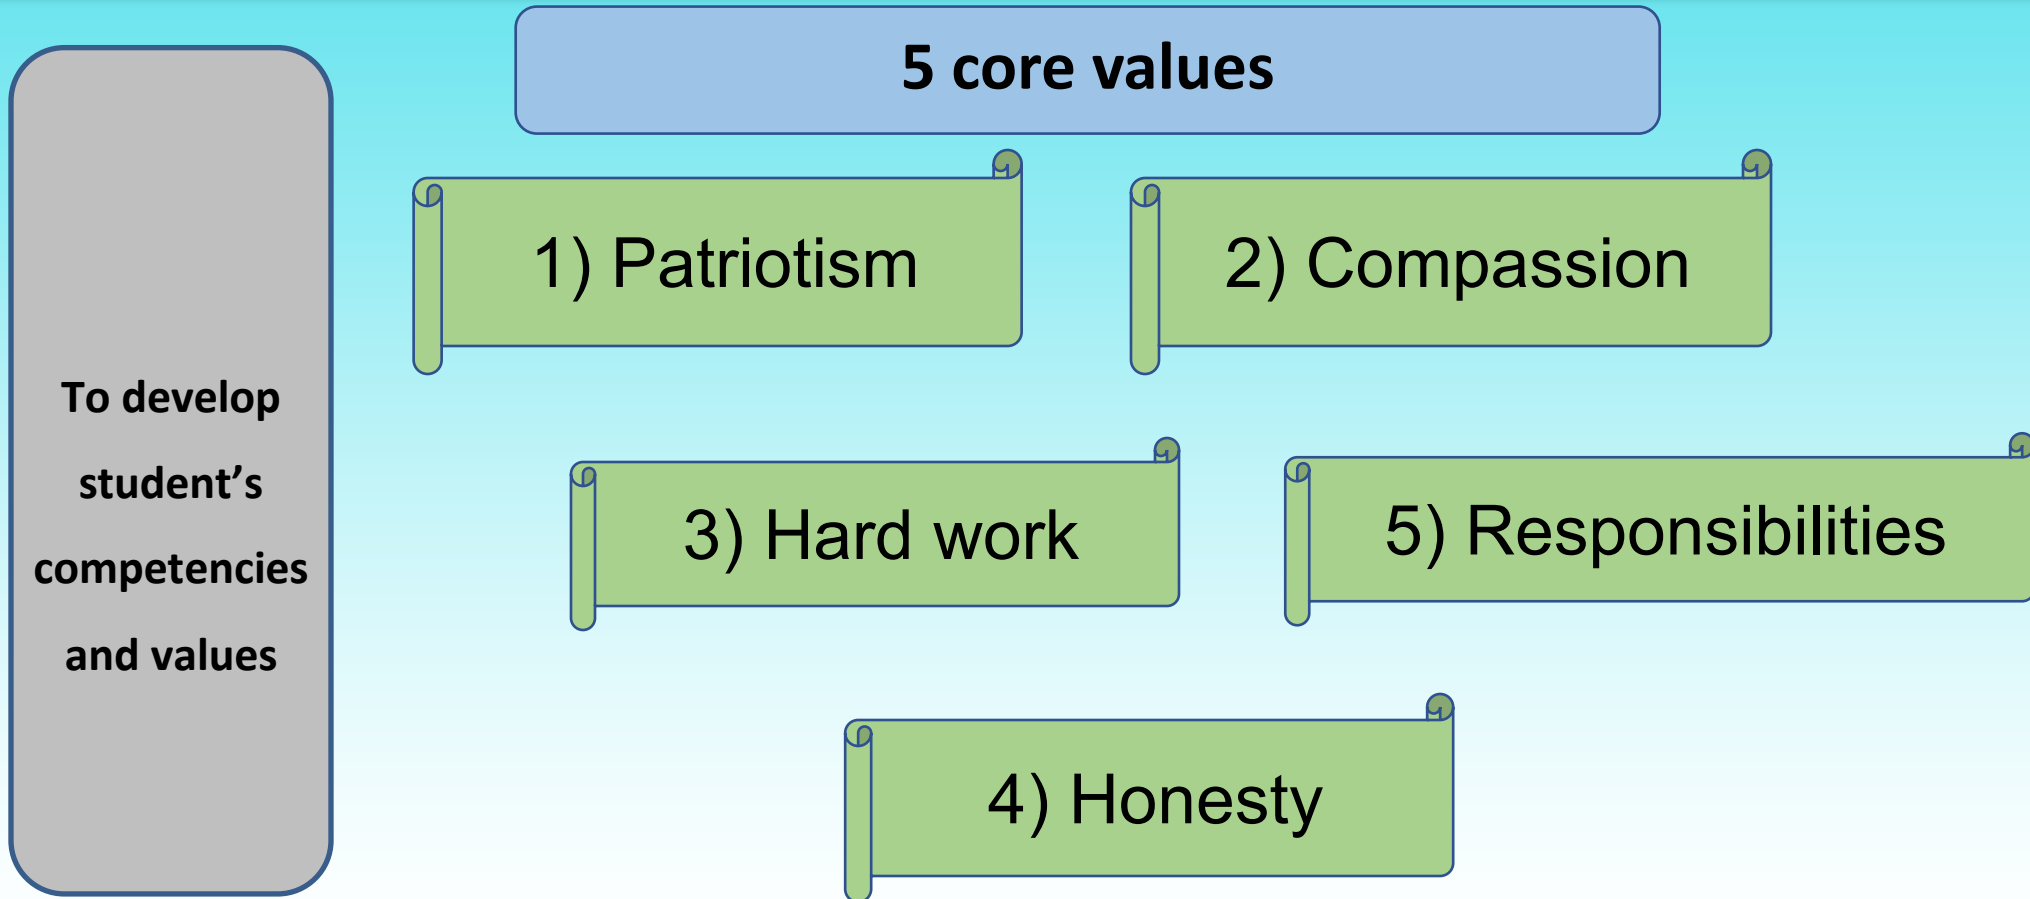 5 core values
To develop
student’s
competencies
and values
1) Patriotism
2) Compassion
3) Hard work
5) Responsibilities
4) Honesty